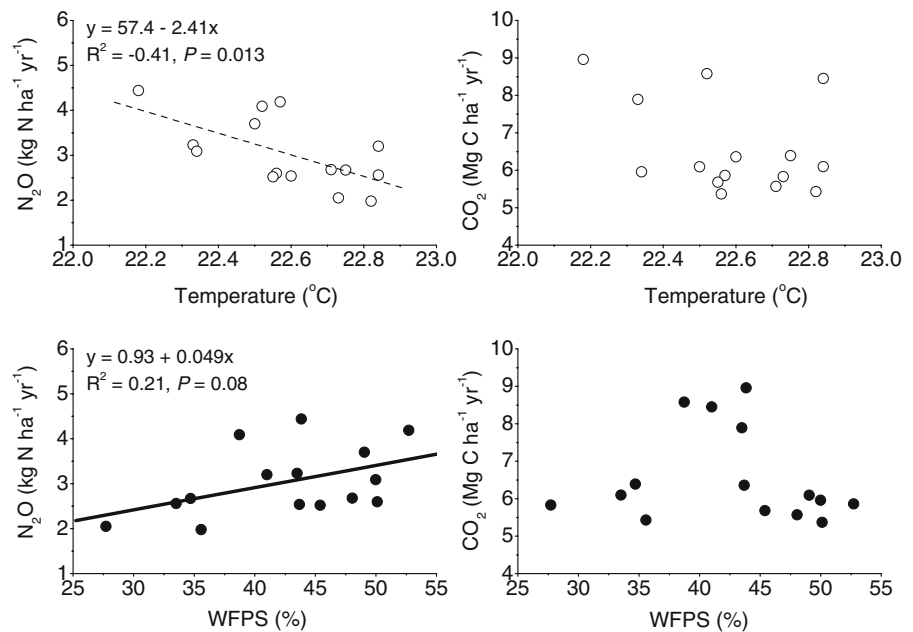 y = 57.4 - 2.41x
R² = -0.41, P = 0.013
N₂O (kg N ha⁻¹ yr⁻¹)
6
5
4
3
2
1
22.0 22.2 22.4 22.6 22.8 23.0
Temperature (°C)
CO₂ (Mg C ha⁻¹ yr⁻¹)
10
9
8
7
6
5
4
22.0 22.2 22.4 22.6 22.8 23.0
Temperature (°C)
y = 0.93 + 0.049x
R² = 0.21, P = 0.08
N₂O (kg N ha⁻¹ yr⁻¹)
6
5
4
3
2
1
25 30 35 40 45 50 55
WFPS (%)
CO₂ (Mg C ha⁻¹ yr⁻¹)
10
9
8
7
6
5
4
25 30 35 40 45 50 55
WFPS (%)